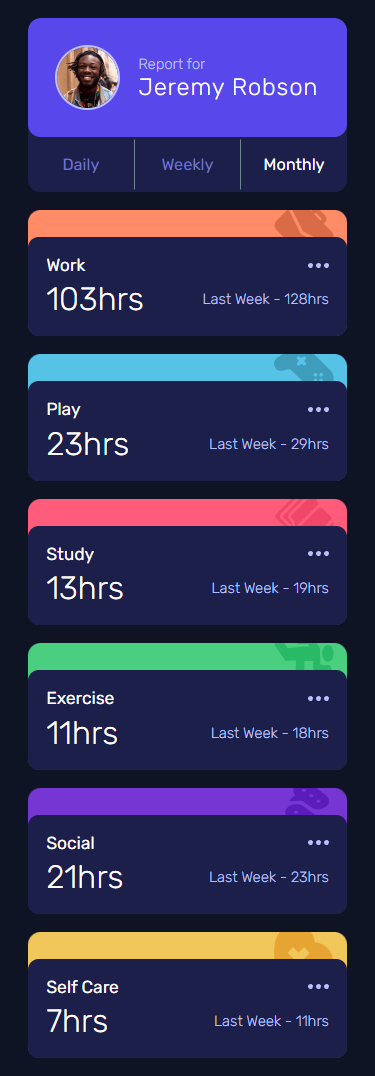 Report for
Jeremy Robson
Daily Weekly Monthly
Work
103hrs Last Week - 128hrs
Play
23hrs Last Week - 29hrs
Study
13hrs Last Week - 19hrs
Exercise
11hrs Last Week - 18hrs
Social
21hrs Last Week - 23hrs
Self Care
7hrs Last Week - 11hrs